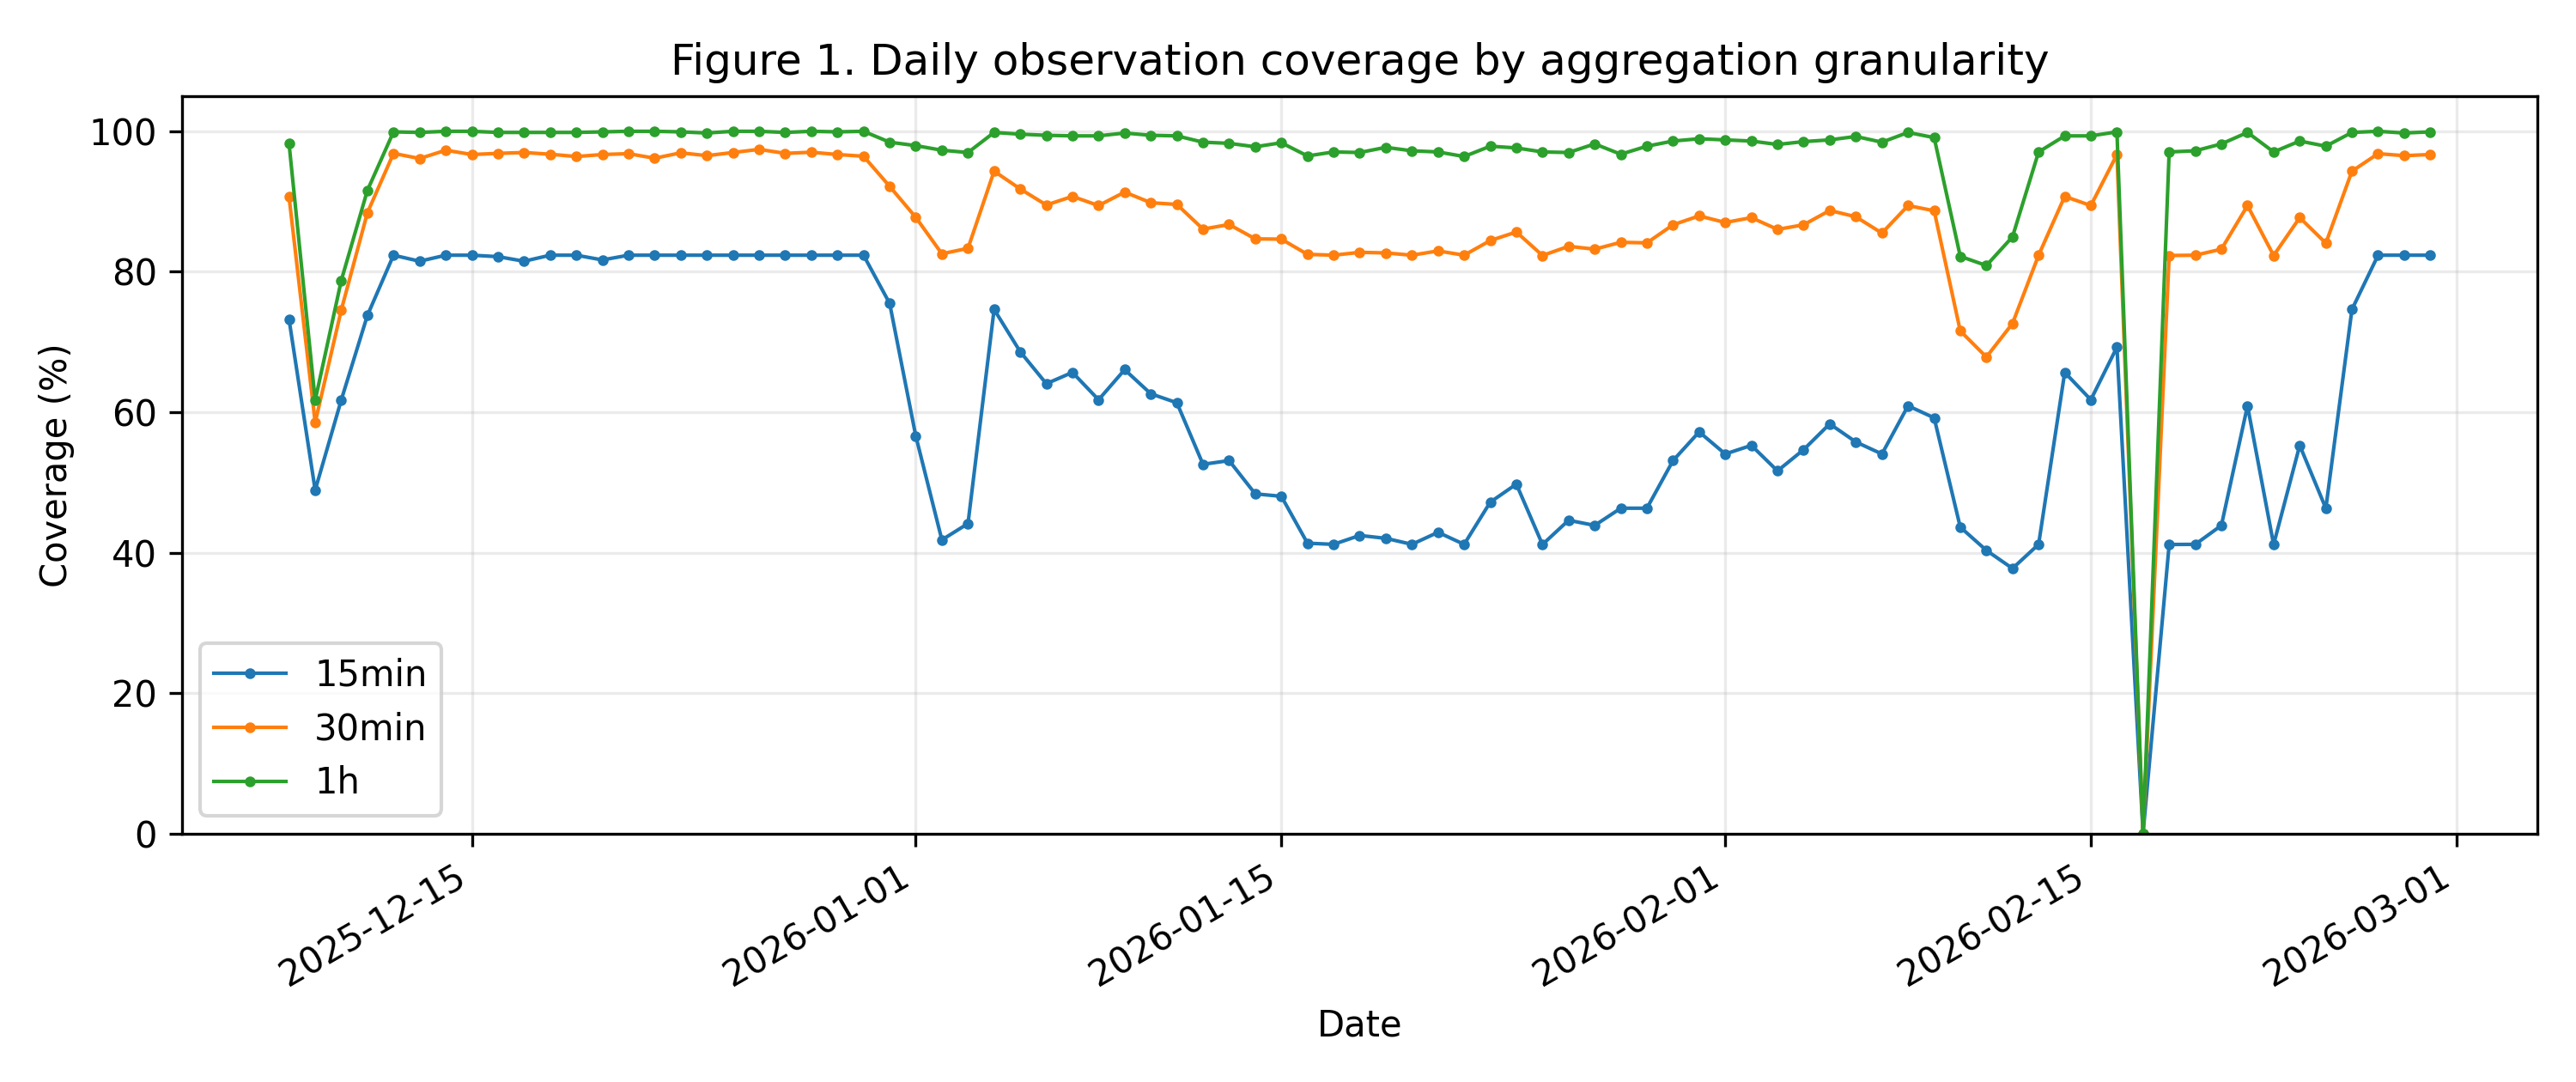 Figure 1. Daily observation coverage by aggregation granularity
Coverage (%)
100
80
60
40
20
0
15min
30min
1h
2025-12-15
2026-01-01
2026-01-15
2026-02-01
2026-02-15
2026-03-01
Date